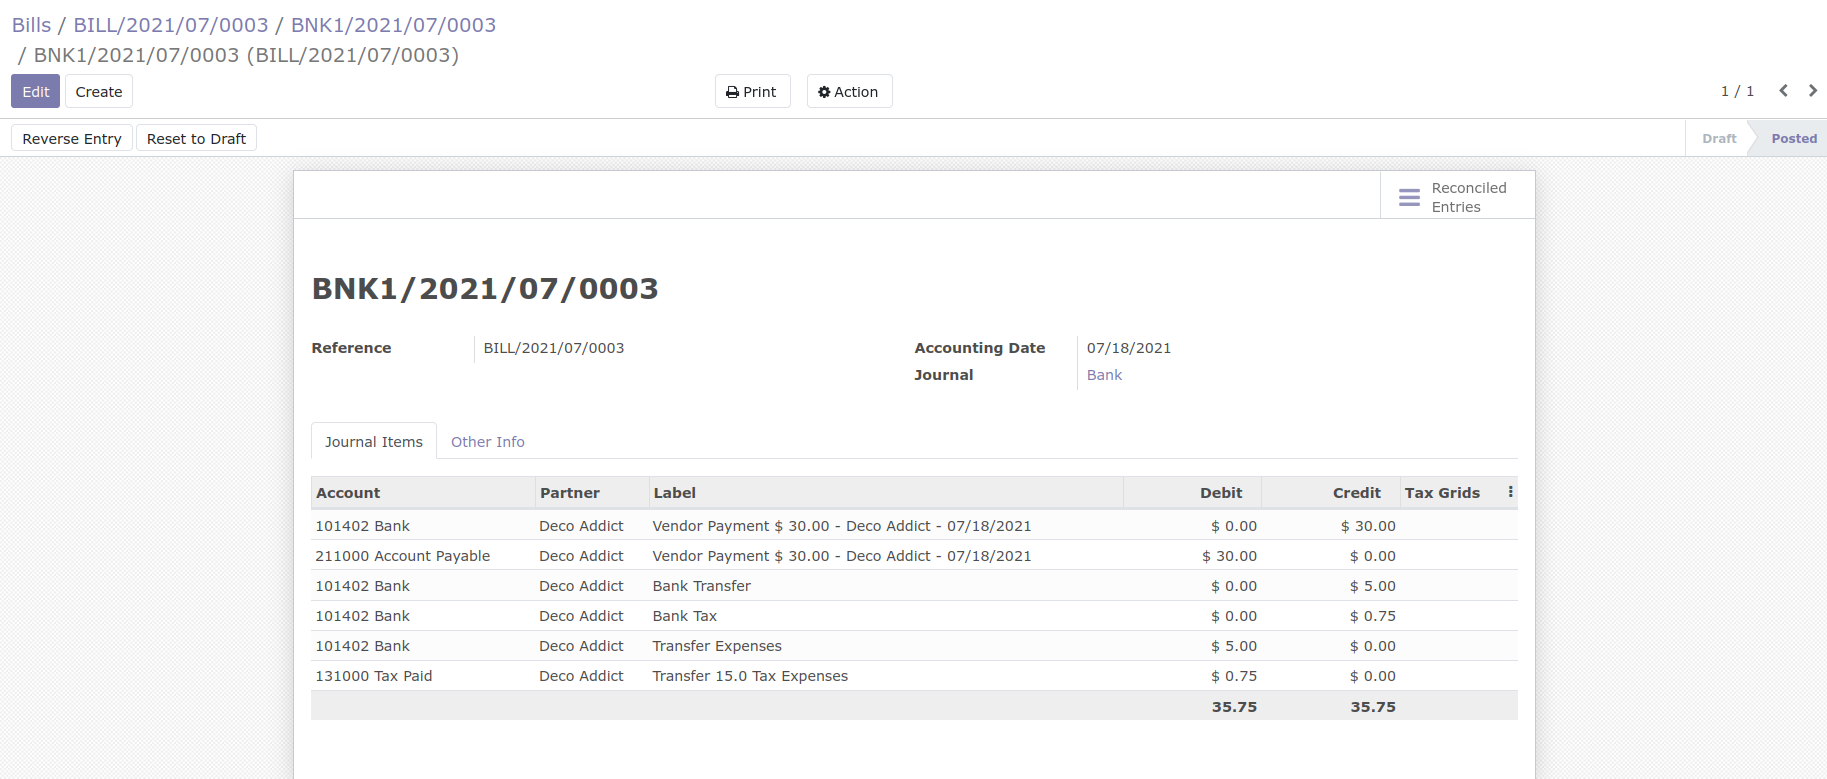 Bills / BILL/2021/07/0003 / BNK1/2021/07/0003
/ BNK1/2021/07/0003 (BILL/2021/07/0003)
Edit Create Print Action 1 / 1
Reverse Entry Reset to Draft Draft Posted
Reconciled
Entries
BNK1/2021/07/0003
Reference BILL/2021/07/0003 Accounting Date 07/18/2021
Journal Bank
Journal Items Other Info
Account Partner Label Debit Credit Tax Grids
101402 Bank Deco Addict Vendor Payment $ 30.00 - Deco Addict - 07/18/2021 $ 0.00 $ 30.00
211000 Account Payable Deco Addict Vendor Payment $ 30.00 - Deco Addict - 07/18/2021 $ 30.00 $ 0.00
101402 Bank Deco Addict Bank Transfer $ 0.00 $ 5.00
101402 Bank Deco Addict Bank Tax $ 0.00 $ 0.75
101402 Bank Deco Addict Transfer Expenses $ 5.00 $ 0.00
131000 Tax Paid Deco Addict Transfer 15.0 Tax Expenses $ 0.75 $ 0.00
35.75 35.75